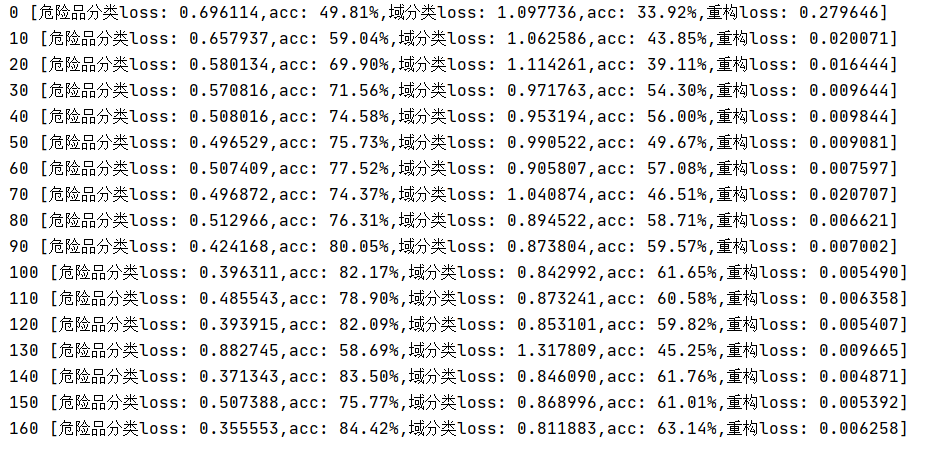 0 [危险品分类loss: 0.696114,acc: 49.81%,域分类loss: 1.097736,acc: 33.92%,重构loss: 0.279646]
10 [危险品分类loss: 0.657937,acc: 59.04%,域分类loss: 1.062586,acc: 43.85%,重构loss: 0.020071]
20 [危险品分类loss: 0.580134,acc: 69.90%,域分类loss: 1.114261,acc: 39.11%,重构loss: 0.016444]
30 [危险品分类loss: 0.570816,acc: 71.56%,域分类loss: 0.971763,acc: 54.30%,重构loss: 0.009644]
40 [危险品分类loss: 0.508016,acc: 74.58%,域分类loss: 0.953194,acc: 56.00%,重构loss: 0.009844]
50 [危险品分类loss: 0.496529,acc: 75.73%,域分类loss: 0.990522,acc: 49.67%,重构loss: 0.009081]
60 [危险品分类loss: 0.507409,acc: 77.52%,域分类loss: 0.905807,acc: 57.08%,重构loss: 0.007597]
70 [危险品分类loss: 0.496872,acc: 74.37%,域分类loss: 1.040874,acc: 46.51%,重构loss: 0.020707]
80 [危险品分类loss: 0.512966,acc: 76.31%,域分类loss: 0.894522,acc: 58.71%,重构loss: 0.006621]
90 [危险品分类loss: 0.424168,acc: 80.05%,域分类loss: 0.873804,acc: 59.57%,重构loss: 0.007002]
100 [危险品分类loss: 0.396311,acc: 82.17%,域分类loss: 0.842992,acc: 61.65%,重构loss: 0.005490]
110 [危险品分类loss: 0.485543,acc: 78.90%,域分类loss: 0.873241,acc: 60.58%,重构loss: 0.006358]
120 [危险品分类loss: 0.393915,acc: 82.09%,域分类loss: 0.853101,acc: 59.82%,重构loss: 0.005407]
130 [危险品分类loss: 0.882745,acc: 58.69%,域分类loss: 1.317809,acc: 45.25%,重构loss: 0.009665]
140 [危险品分类loss: 0.371343,acc: 83.50%,域分类loss: 0.846090,acc: 61.76%,重构loss: 0.004871]
150 [危险品分类loss: 0.507388,acc: 75.77%,域分类loss: 0.868996,acc: 61.01%,重构loss: 0.005392]
160 [危险品分类loss: 0.355553,acc: 84.42%,域分类loss: 0.811883,acc: 63.14%,重构loss: 0.006258]